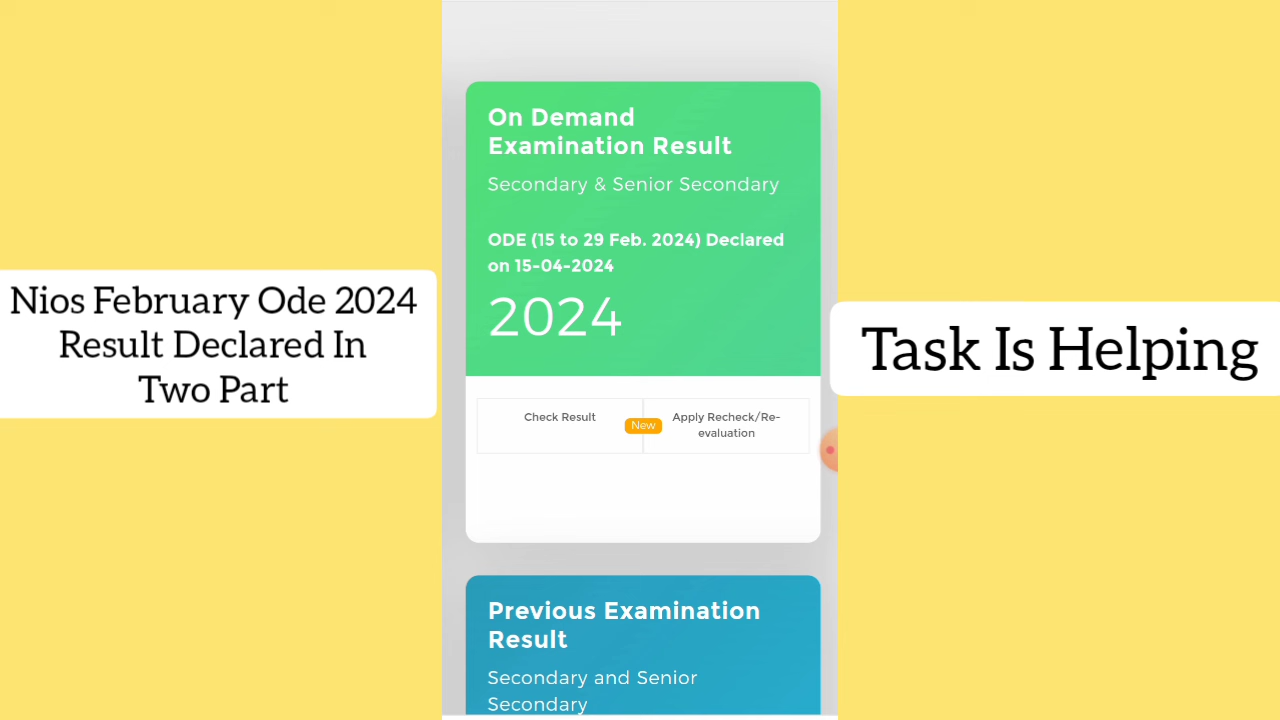 Nios February Ode 2024
Result Declared In
Two Part
On Demand
Examination Result
Secondary & Senior Secondary
ODE (15 to 29 Feb. 2024) Declared
on 15-04-2024
2024
Check Result
New
Apply Recheck/Re-
evaluation
Previous Examination
Result
Secondary and Senior
Secondary
Task Is Helping